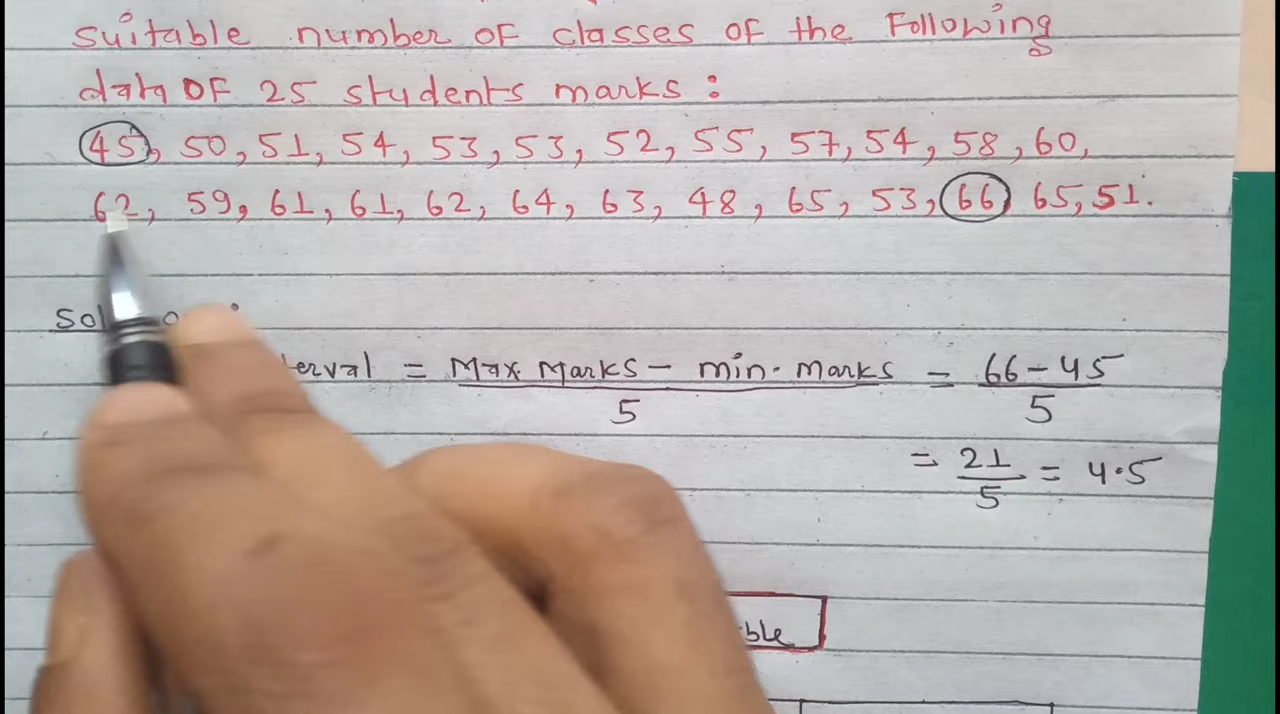 suitable number of classes of the Following
data of 25 students marks :
45, 50, 51, 54, 53, 53, 52, 55, 57, 54, 58, 60,
62, 59, 61, 61, 62, 64, 63, 48, 65, 53, 66 65, 51.
Sol
erval = Max. Marks - min. marks / 5 = 66-45 / 5
= 21/5 = 4.5
ble